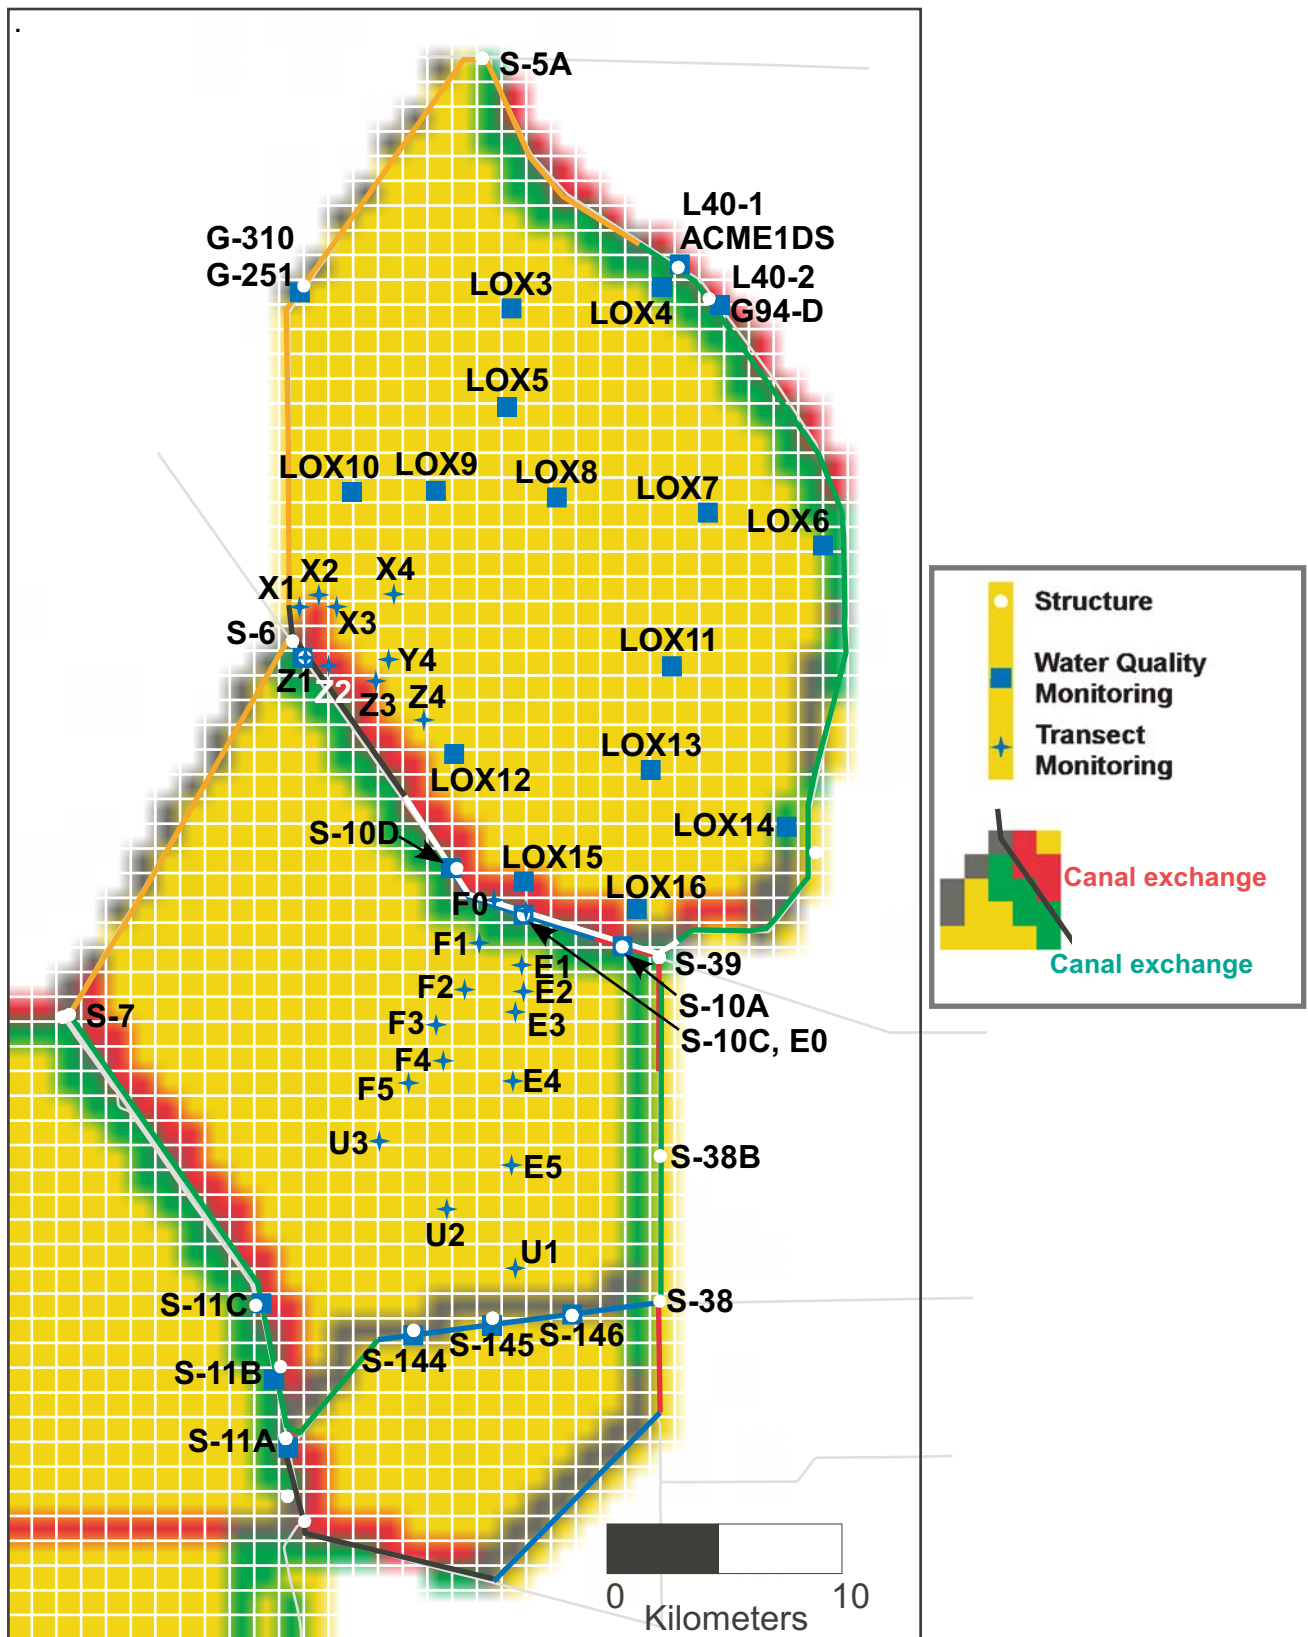 .
S-5A
L40-1
ACME1DS
G-310
G-251
L40-2
G94-D
LOX3
LOX4
LOX5
LOX10
LOX9
LOX8
LOX7
LOX6
X1
X2
X4
X3
S-6
Y4
Z1
Z2
Z3
Z4
LOX11
LOX13
LOX12
S-10D
LOX14
LOX15
LOX16
F0
F1
E1
S-39
F2
E2
S-10A
S-7
F3
E3
S-10C, E0
F4
F5
E4
U3
E5
S-38B
U2
U1
S-11C
S-38
S-144
S-145
S-146
S-11B
S-11A
0
10
Kilometers
Structure
Water Quality
Monitoring
Transect
Monitoring
Canal exchange
Canal exchange